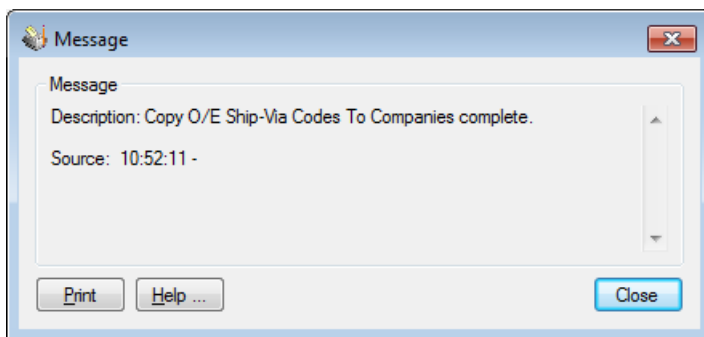 Message
Message
Description: Copy O/E Ship-Via Codes To Companies complete.
Source: 10:52:11 -
Print Help ... Close